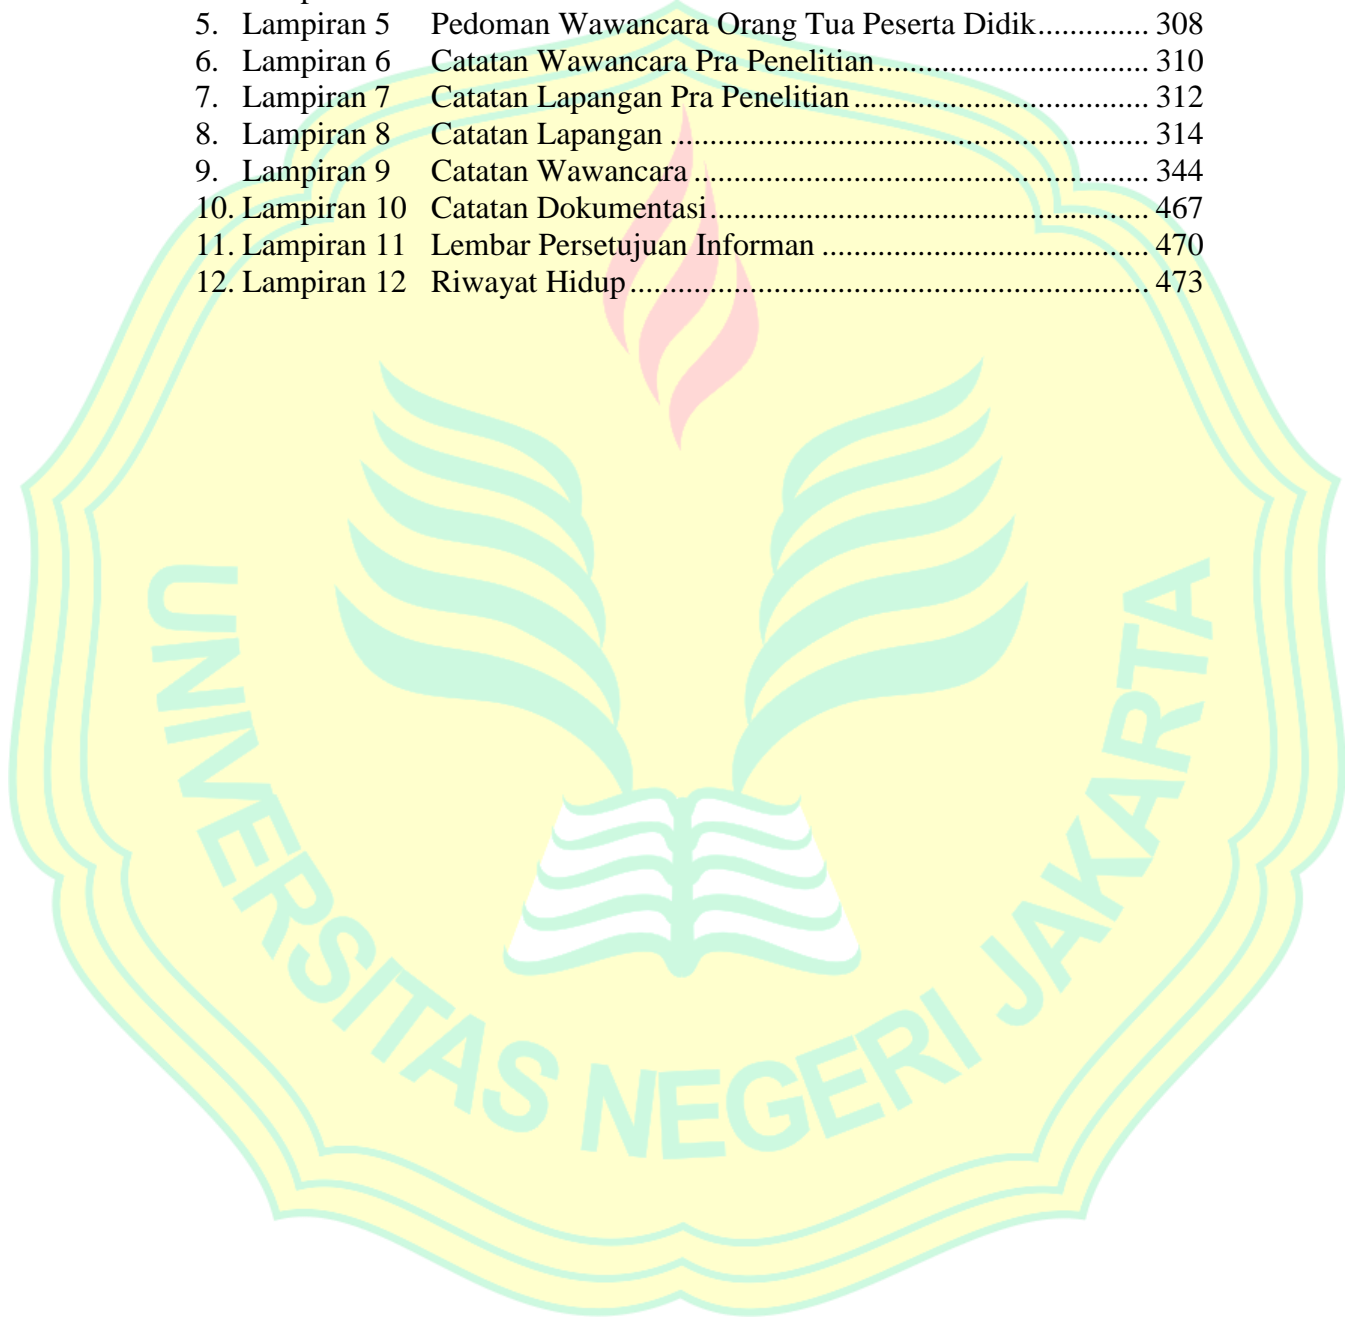 5. Lampiran 5 Pedoman Wawancara Orang Tua Peserta Didik.............. 308
6. Lampiran 6 Catatan Wawancara Pra Penelitian.................................. 310
7. Lampiran 7 Catatan Lapangan Pra Penelitian..................................... 312
8. Lampiran 8 Catatan Lapangan ........................................................... 314
9. Lampiran 9 Catatan Wawancara ........................................................ 344
10. Lampiran 10 Catatan Dokumentasi...................................................... 467
11. Lampiran 11 Lembar Persetujuan Informan ........................................ 470
12. Lampiran 12 Riwayat Hidup ................................................................ 473
UNIVERSITAS NEGERI JAKARTA